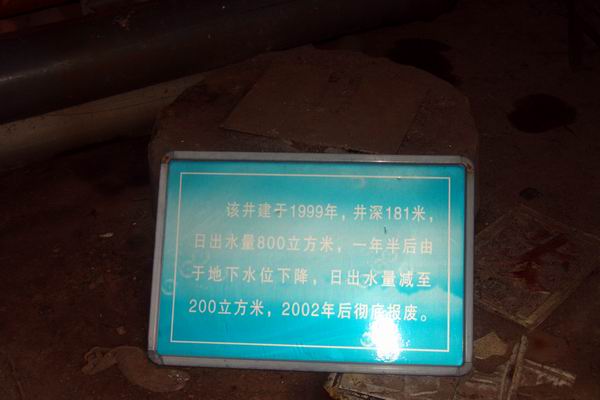 该井建于1999年，井深181米，
日出水量800立方米，一年半后由
于地下水位下降，日出水量减至
200立方米，2002年后彻底报废。